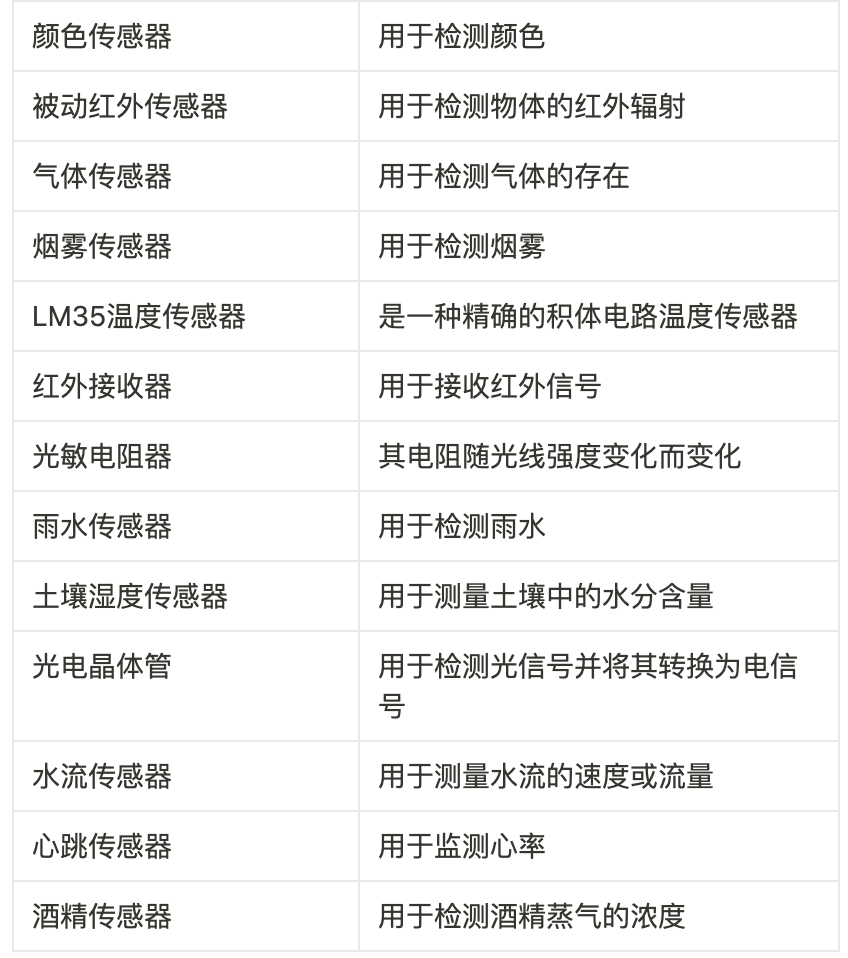 颜色传感器 用于检测颜色
被动红外传感器 用于检测物体的红外辐射
气体传感器 用于检测气体的存在
烟雾传感器 用于检测烟雾
LM35温度传感器 是一种精确的积体电路温度传感器
红外接收器 用于接收红外信号
光敏电阻器 其电阻随光线强度变化而变化
雨水传感器 用于检测雨水
土壤湿度传感器 用于测量土壤中的水分含量
光电晶体管 用于检测光信号并将其转换为电信
号
水流传感器 用于测量水流的速度或流量
心跳传感器 用于监测心率
酒精传感器 用于检测酒精蒸气的浓度